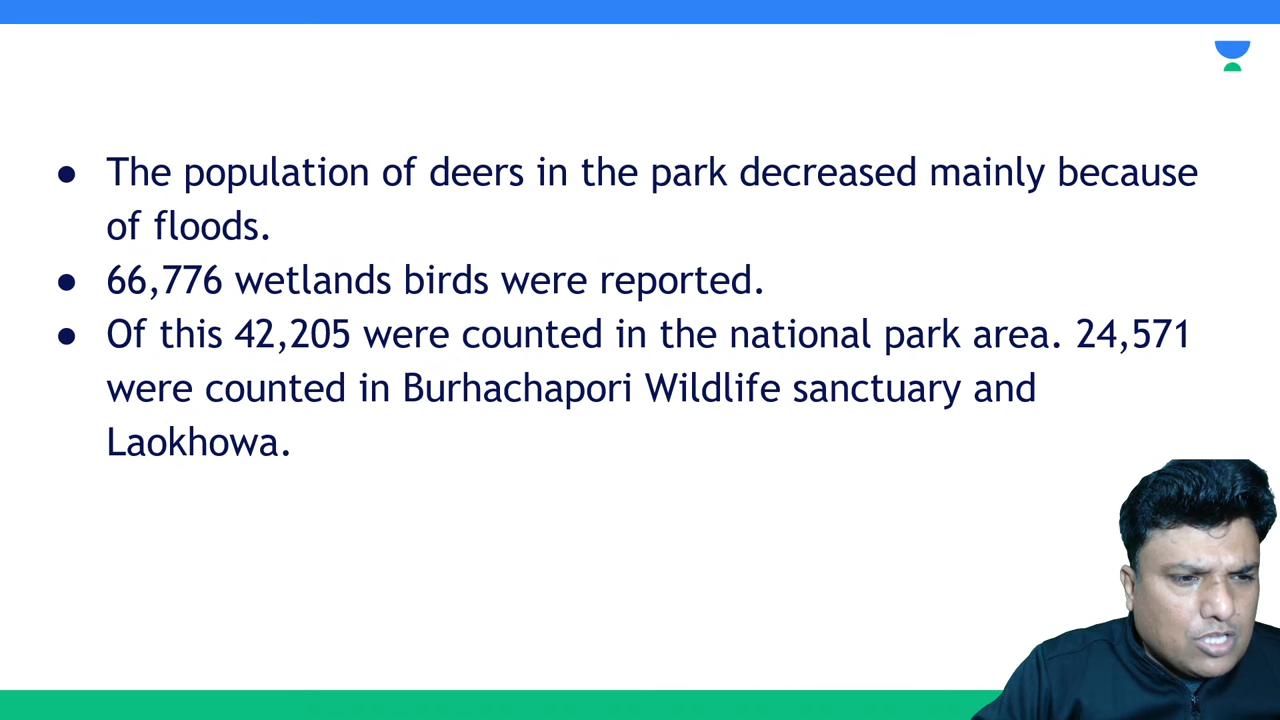 ● The population of deers in the park decreased mainly because
of floods.
● 66,776 wetlands birds were reported.
● Of this 42,205 were counted in the national park area. 24,571
were counted in Burhachapori Wildlife sanctuary and
Laokhowa.